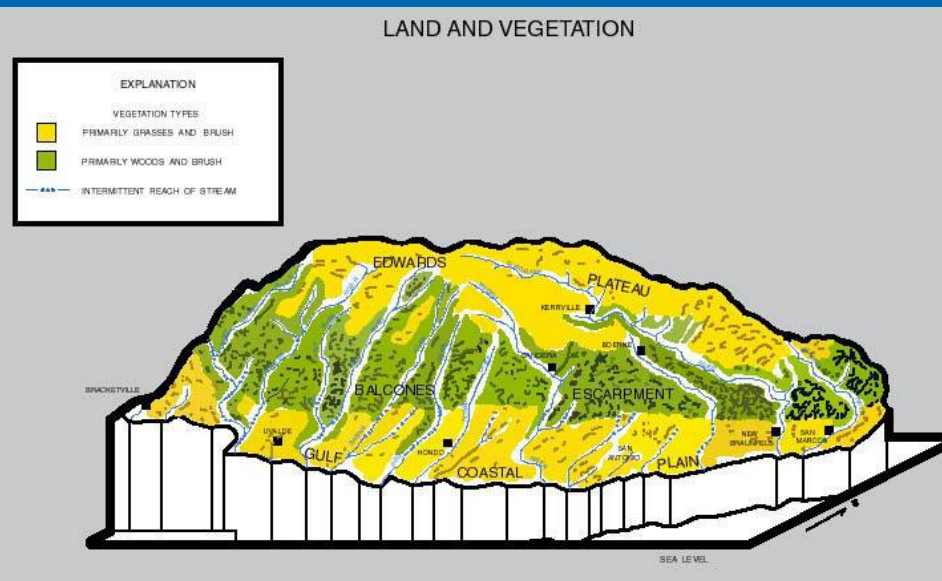 LAND AND VEGETATION
EXPLANATION
VEGETATION TYPES
PRIMARILY GRASSES AND BRUSH
PRIMARILY WOODS AND BRUSH
INTERMITTENT REACH OF STREAM
EDWARDS
PLATEAU
KERRVILLE
BOERNE
BANDERA
BRACKETVILLE
BALCONES
ESCARPMENT
UVALDE
GULF
HONDO
COASTAL
SAN
ANTONIO
PLAIN
NEW
BRAUNFELS
SAN
MARCOS
SEA LEVEL